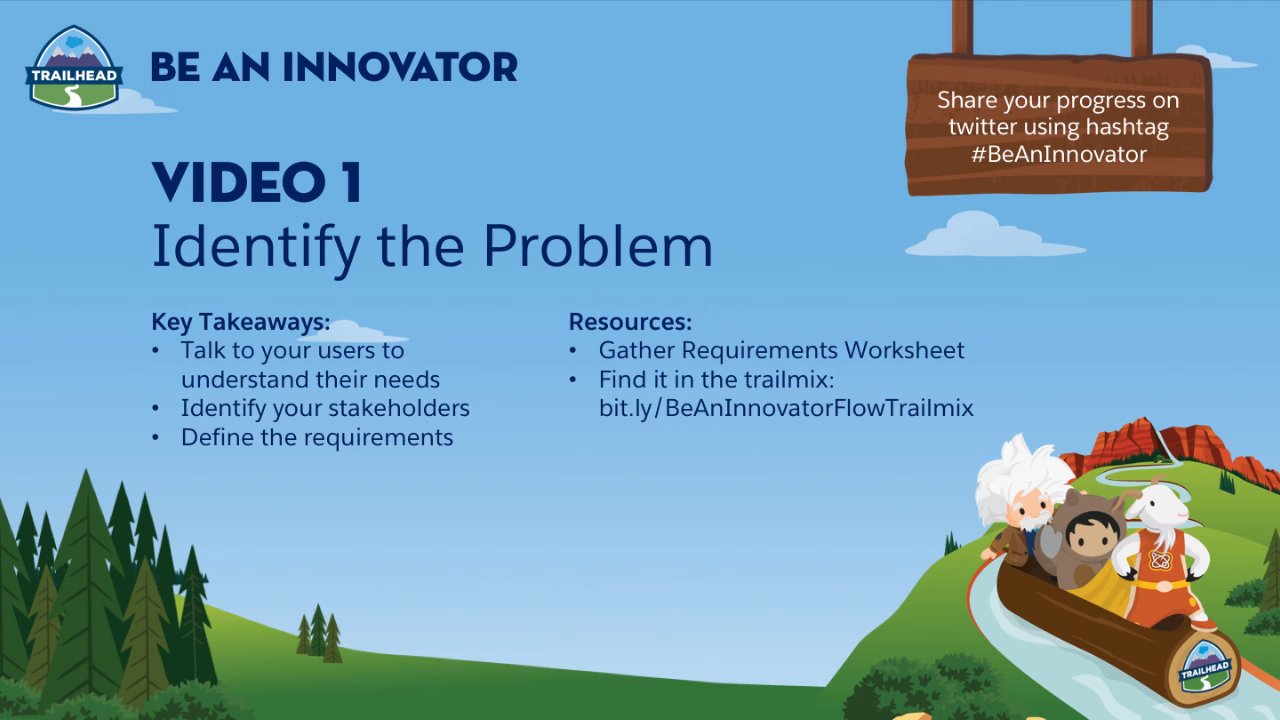 TRAILHEAD
BE AN INNOVATOR
Share your progress on
twitter using hashtag
#BeAnInnovator
VIDEO 1
Identify the Problem
Key Takeaways:
• Talk to your users to
understand their needs
• Identify your stakeholders
• Define the requirements
Resources:
• Gather Requirements Worksheet
• Find it in the trailmix:
bit.ly/BeAnInnovatorFlowTrailmix
TRAILHEAD